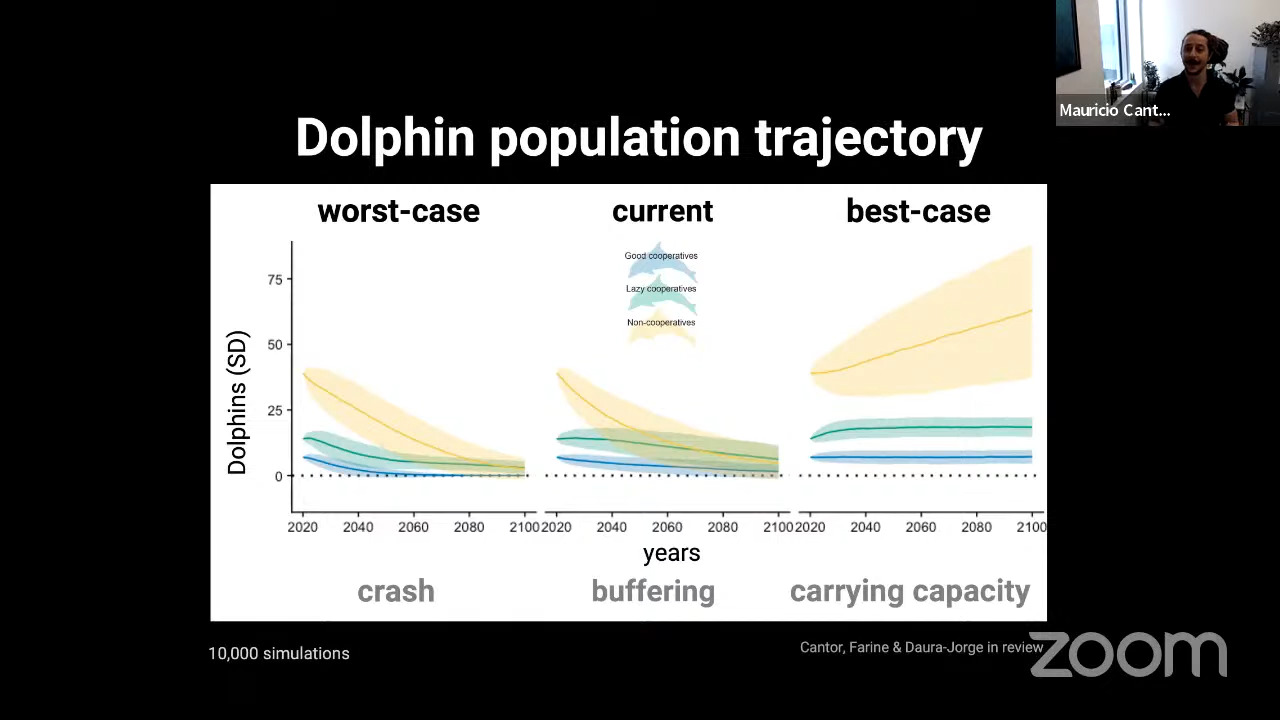 Mauricio Cant...
Dolphin population trajectory
worst-case
current
best-case
Good cooperatives
Lazy cooperatives
Non-cooperatives
75
50
25
0
Dolphins (SD)
2020 2040 2060 2080 2100
2020 2040 2060 2080 2100
2020 2040 2060 2080 2100
years
crash
buffering
carrying capacity
10,000 simulations
Cantor, Farine & Daura-Jorge in review
zoom